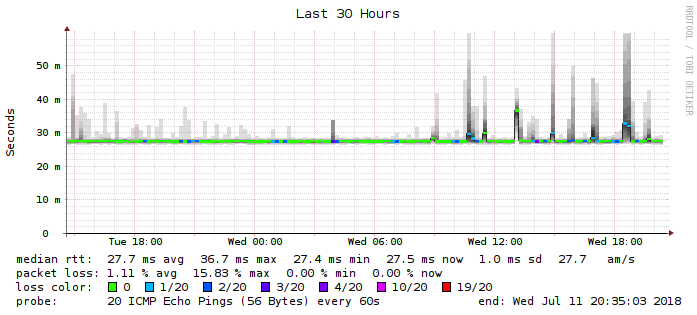 Last 30 Hours
RRDTOOL / TOBI OETIKER
Seconds
50 m
40 m
30 m
20 m
10 m
0
Tue 18:00 Wed 00:00 Wed 06:00 Wed 12:00 Wed 18:00
median rtt: 27.7 ms avg 36.7 ms max 27.4 ms min 27.5 ms now 1.0 ms sd 27.7 am/s
packet loss: 1.11 % avg 15.83 % max 0.00 % min 0.00 % now
loss color: 0 1/20 2/20 3/20 4/20 10/20 19/20
probe: 20 ICMP Echo Pings (56 Bytes) every 60s end: Wed Jul 11 20:35:03 2018